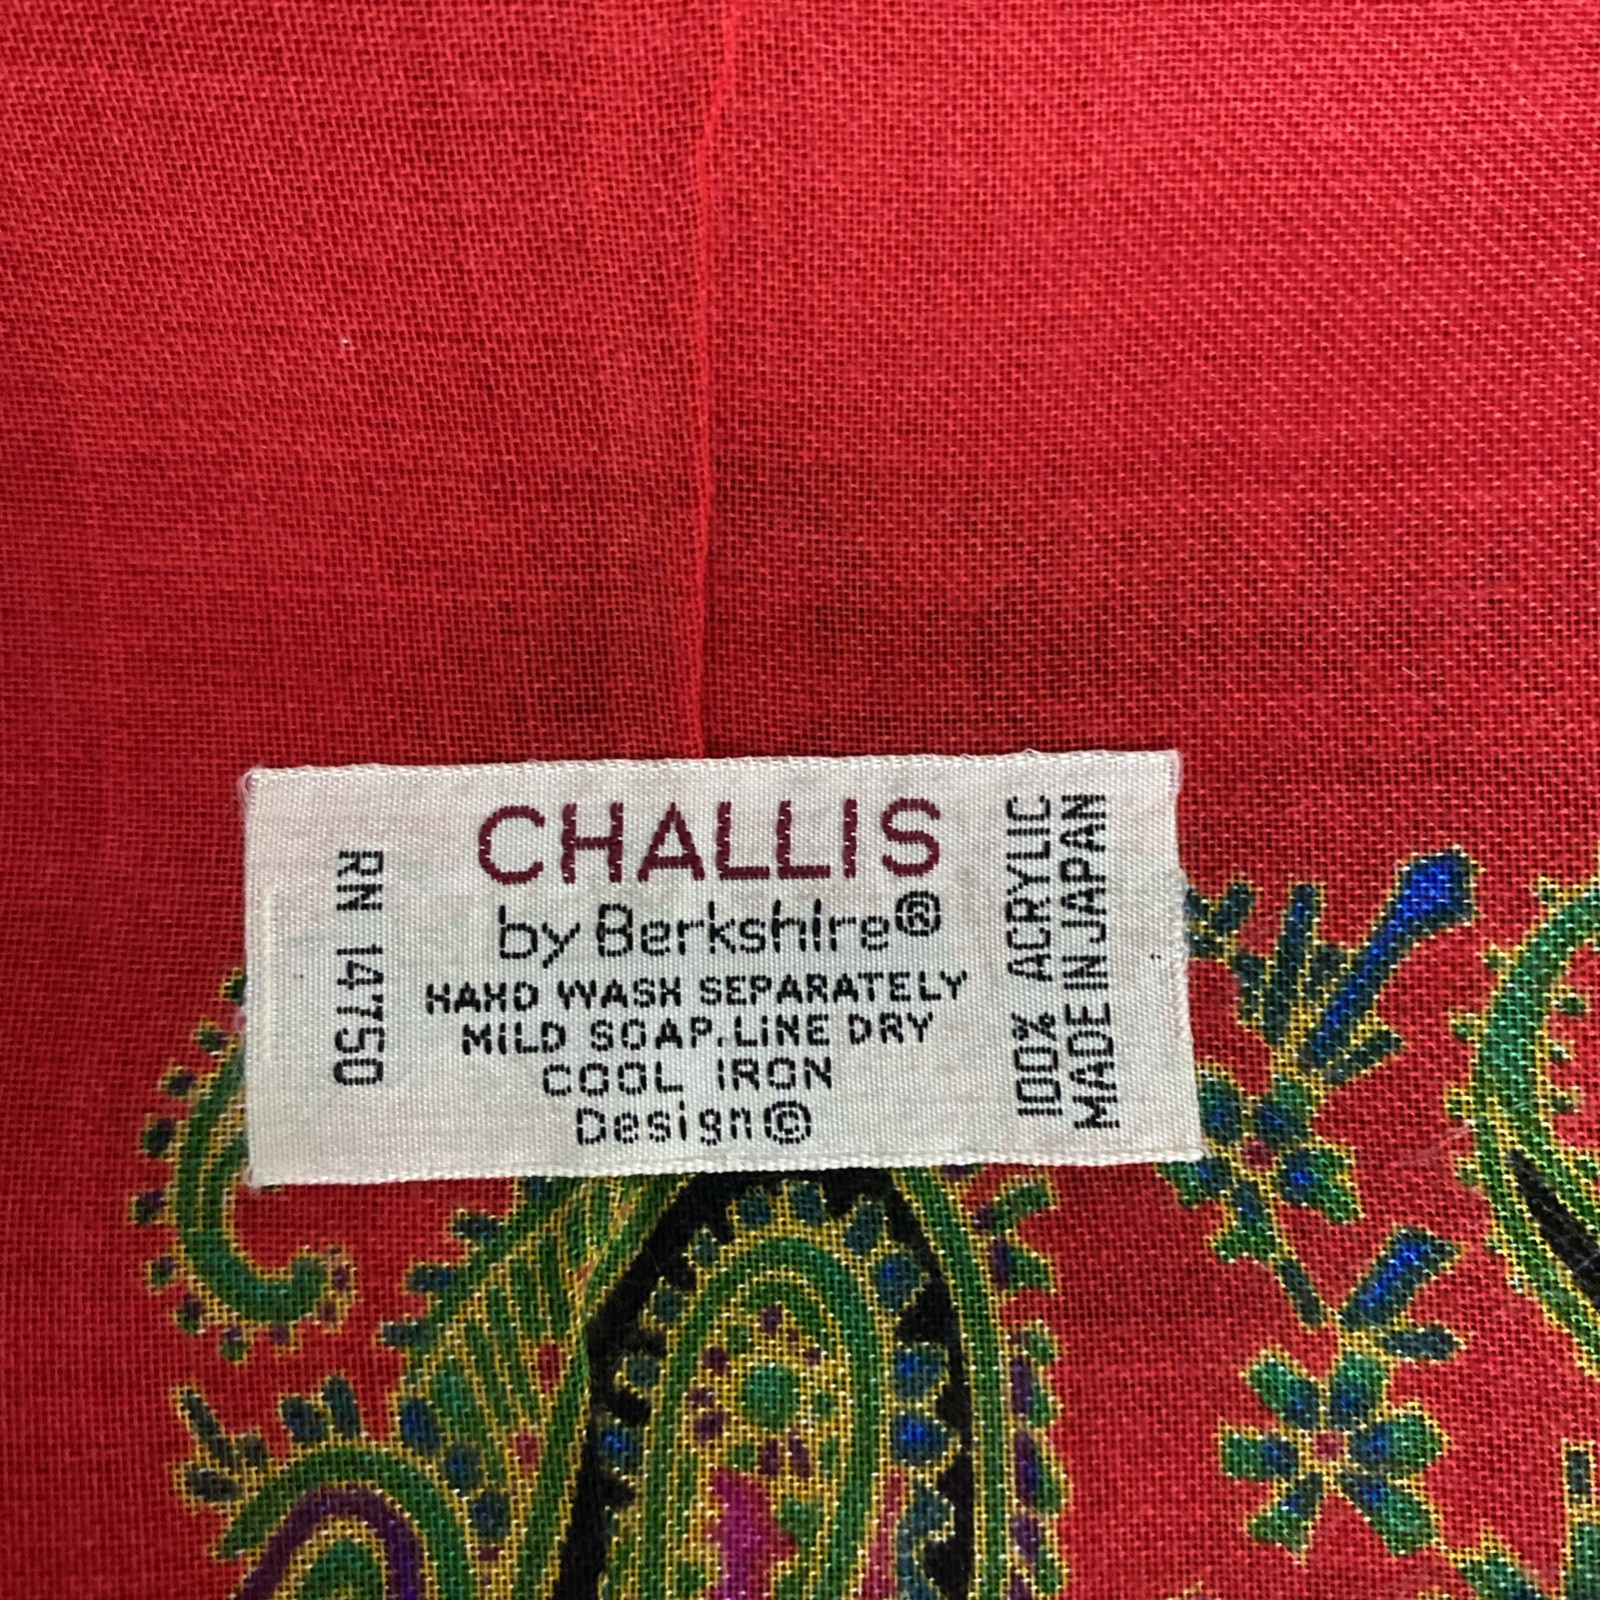 RN 14750
CHALLIS
by Berkshire®
HAND WASH SEPARATELY
MILD SOAP. LINE DRY
COOL IRON
Design©
100% ACRYLIC
MADE IN JAPAN